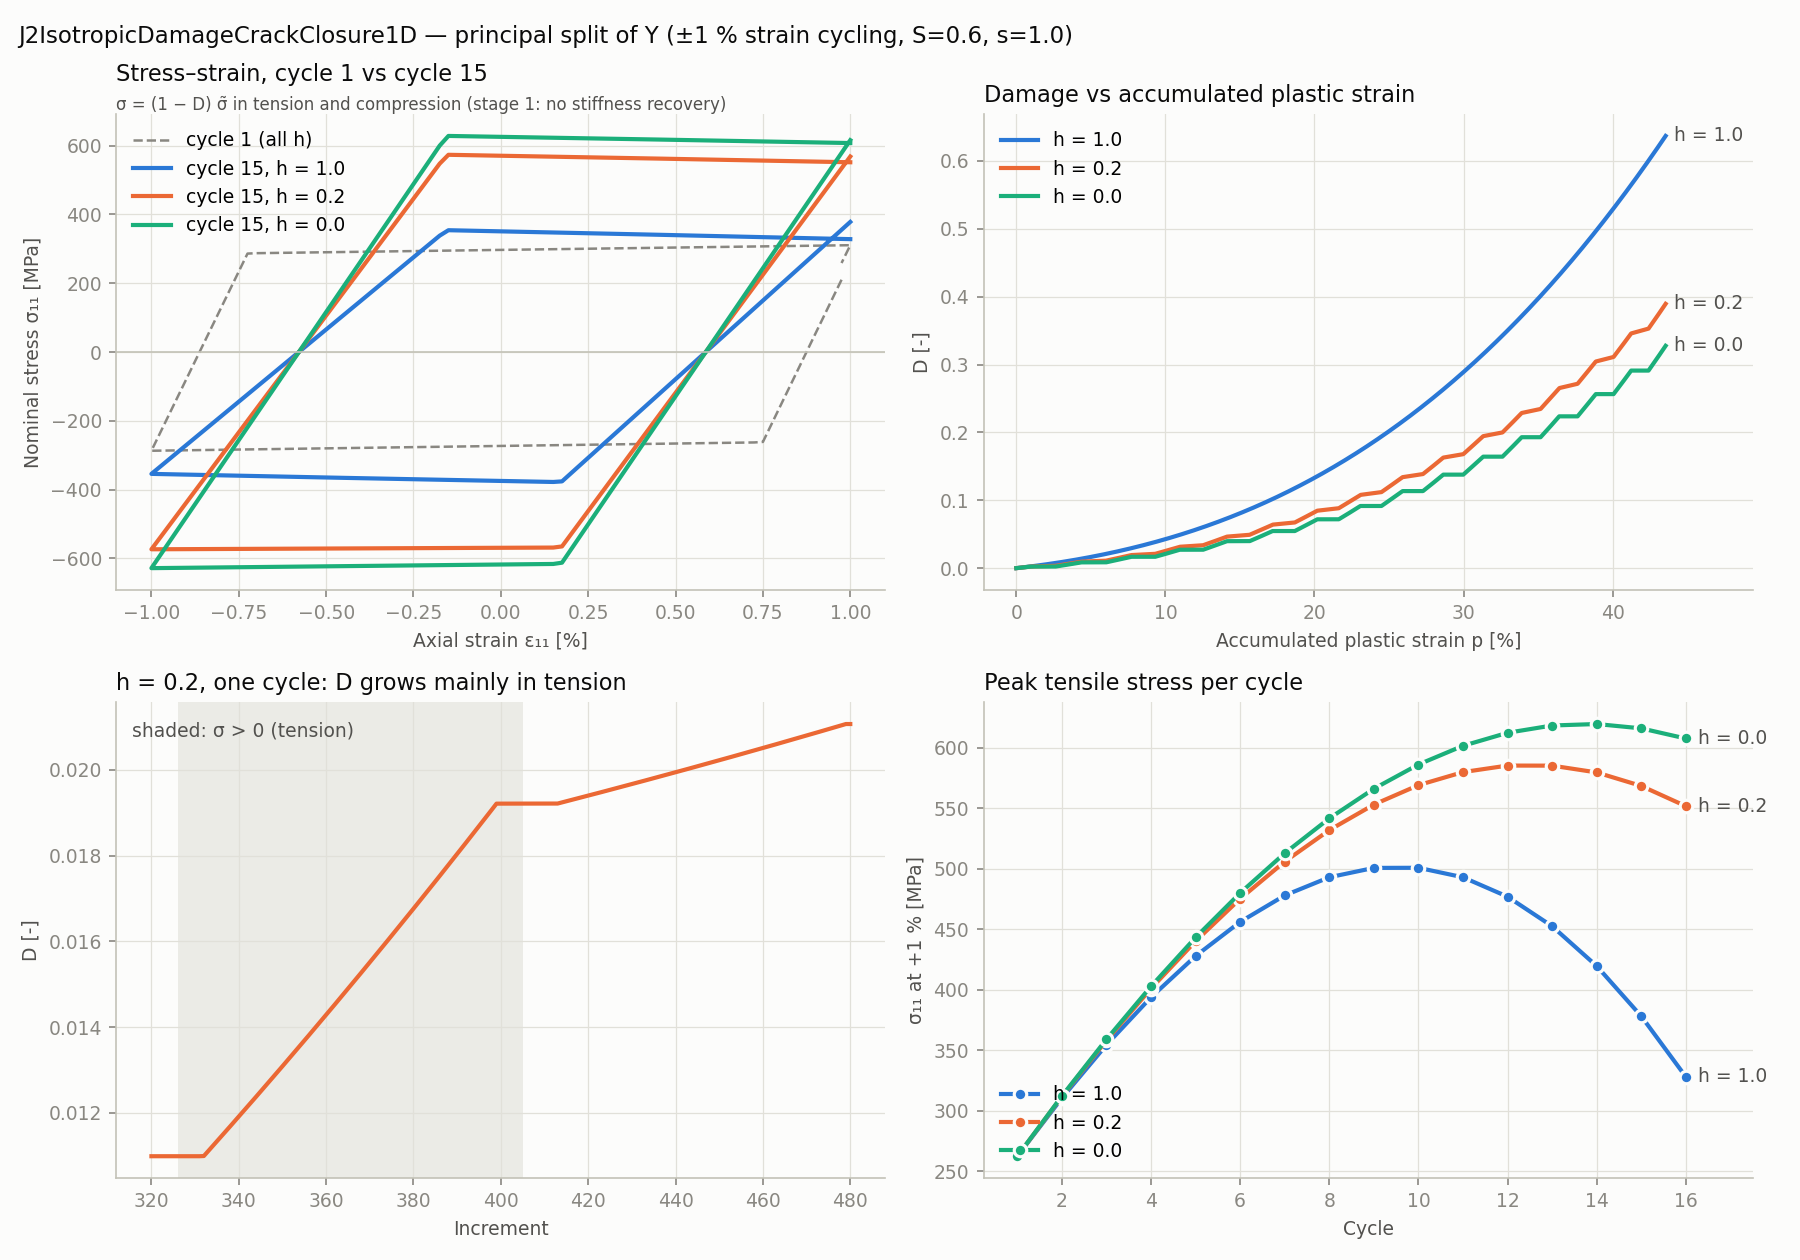 J2IsotropicDamageCrackClosure1D — principal split of Y (±1 % strain cycling, S=0.6, s=1.0)
Stress–strain, cycle 1 vs cycle 15
σ = (1 − D) σ̃ in tension and compression (stage 1: no stiffness recovery)
cycle 1 (all h)
cycle 15, h = 1.0
cycle 15, h = 0.2
cycle 15, h = 0.0
600
400
200
0
−200
−400
−600
Nominal stress σ₁₁ [MPa]
−1.00 −0.75 −0.50 −0.25 0.00 0.25 0.50 0.75 1.00
Axial strain ε₁₁ [%]
Damage vs accumulated plastic strain
h = 1.0
h = 0.2
h = 0.0
h = 1.0
h = 0.2
h = 0.0
0.6
0.5
0.4
0.3
0.2
0.1
0.0
D [-]
0 10 20 30 40
Accumulated plastic strain p [%]
h = 0.2, one cycle: D grows mainly in tension
shaded: σ > 0 (tension)
0.020
0.018
0.016
0.014
0.012
D [-]
320 340 360 380 400 420 440 460 480
Increment
Peak tensile stress per cycle
h = 0.0
h = 0.2
h = 1.0
h = 1.0
h = 0.2
h = 0.0
600
550
500
450
400
350
300
250
σ₁₁ at +1 % [MPa]
2 4 6 8 10 12 14 16
Cycle